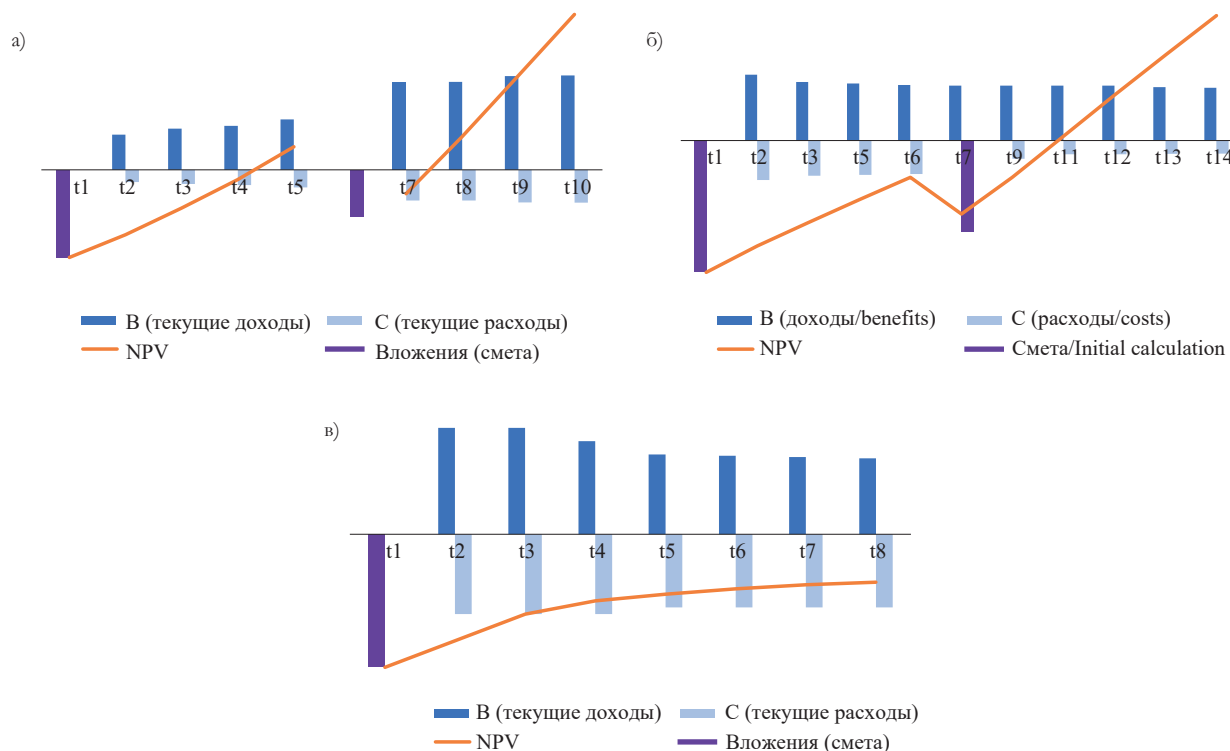 а)
t1 t2 t3 t4 t5 t7 t8 t9 t10
B (текущие доходы) C (текущие расходы)
NPV Вложения (смета)
б)
t1 t2 t3 t5 t6 t7 t9 t11 t12 t13 t14
B (доходы/benefits) C (расходы/costs)
NPV Смета/Initial calculation
в)
t1 t2 t3 t4 t5 t6 t7 t8
B (текущие доходы) C (текущие расходы)
NPV Вложения (смета)